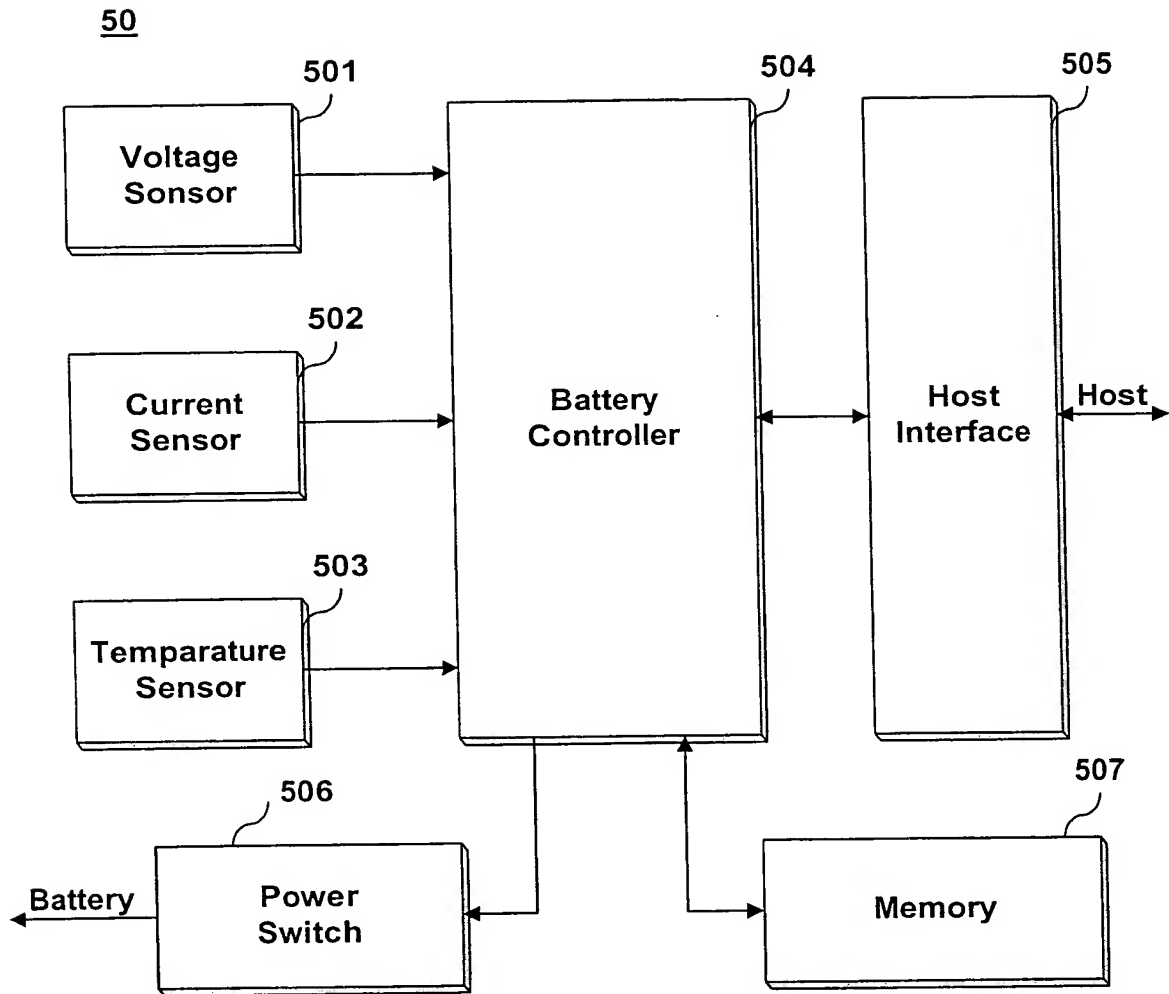 50
501
504
505
Voltage
Sonsor
502
Current
Sensor
Battery
Controller
Host
Interface
Host
503
Temparature
Sensor
506
507
Battery
Power
Switch
Memory